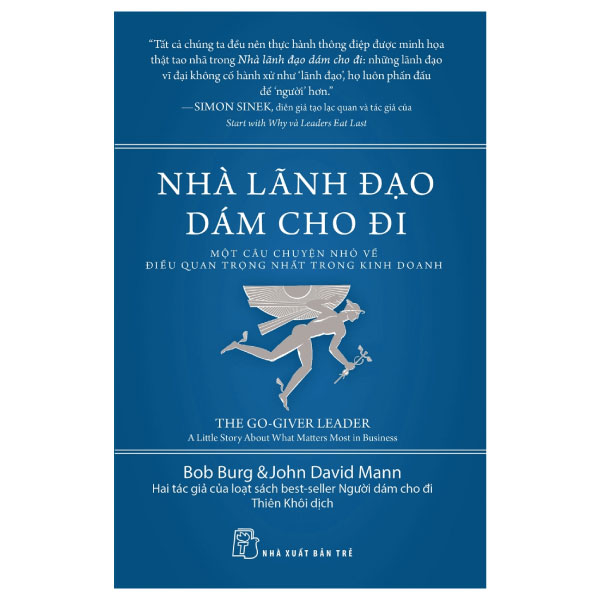 “Tất cả chúng ta đều nên thực hành thông điệp được minh họa
thật tao nhã trong Nhà lãnh đạo dám cho đi: những lãnh đạo
vĩ đại không cố hành xử như ‘lãnh đạo’, họ luôn phấn đấu
để ‘người’ hơn.”
—SIMON SINEK, diễn giả tạo lạc quan và tác giả của
Start with Why và Leaders Eat Last
NHÀ LÃNH ĐẠO
DÁM CHO ĐI
MỘT CÂU CHUYỆN NHỎ VỀ
ĐIỀU QUAN TRỌNG NHẤT TRONG KINH DOANH
THE GO-GIVER LEADER
A Little Story About What Matters Most in Business
Bob Burg &John David Mann
Hai tác giả của loạt sách best-seller Người dám cho đi
Thiên Khôi dịch
NHÀ XUẤT BẢN TRẺ